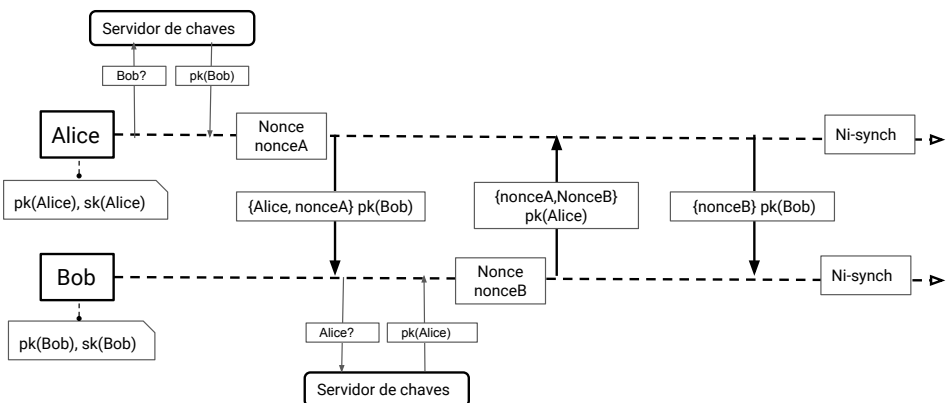 Servidor de chaves
Bob?
pk(Bob)
Alice
Nonce
nonceA
Ni-synch
pk(Alice), sk(Alice)
{Alice, nonceA} pk(Bob)
{nonceA,NonceB}
pk(Alice)
{nonceB} pk(Bob)
Bob
Nonce
nonceB
Ni-synch
pk(Bob), sk(Bob)
Alice?
pk(Alice)
Servidor de chaves